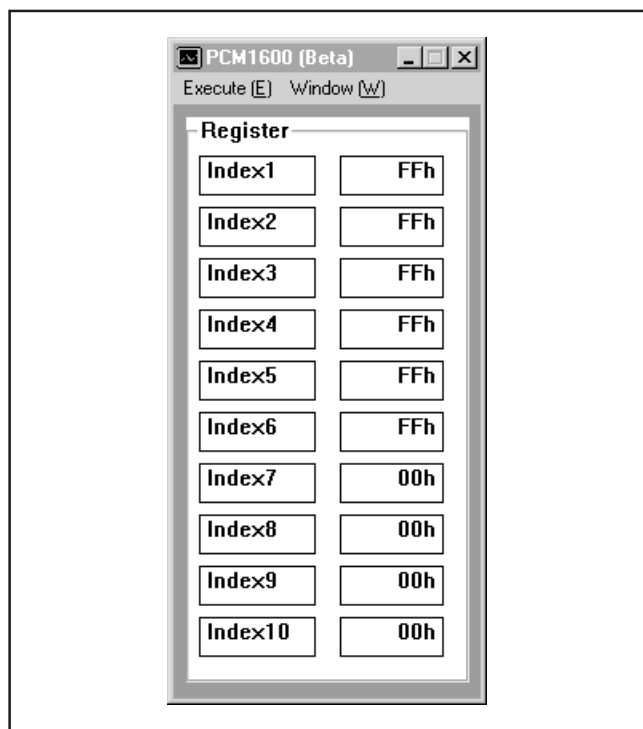 PCM1600 (Beta)
Execute (E) Window (W)
Register
Index1 FFh
Index2 FFh
Index3 FFh
Index4 FFh
Index5 FFh
Index6 FFh
Index7 00h
Index8 00h
Index9 00h
Index10 00h